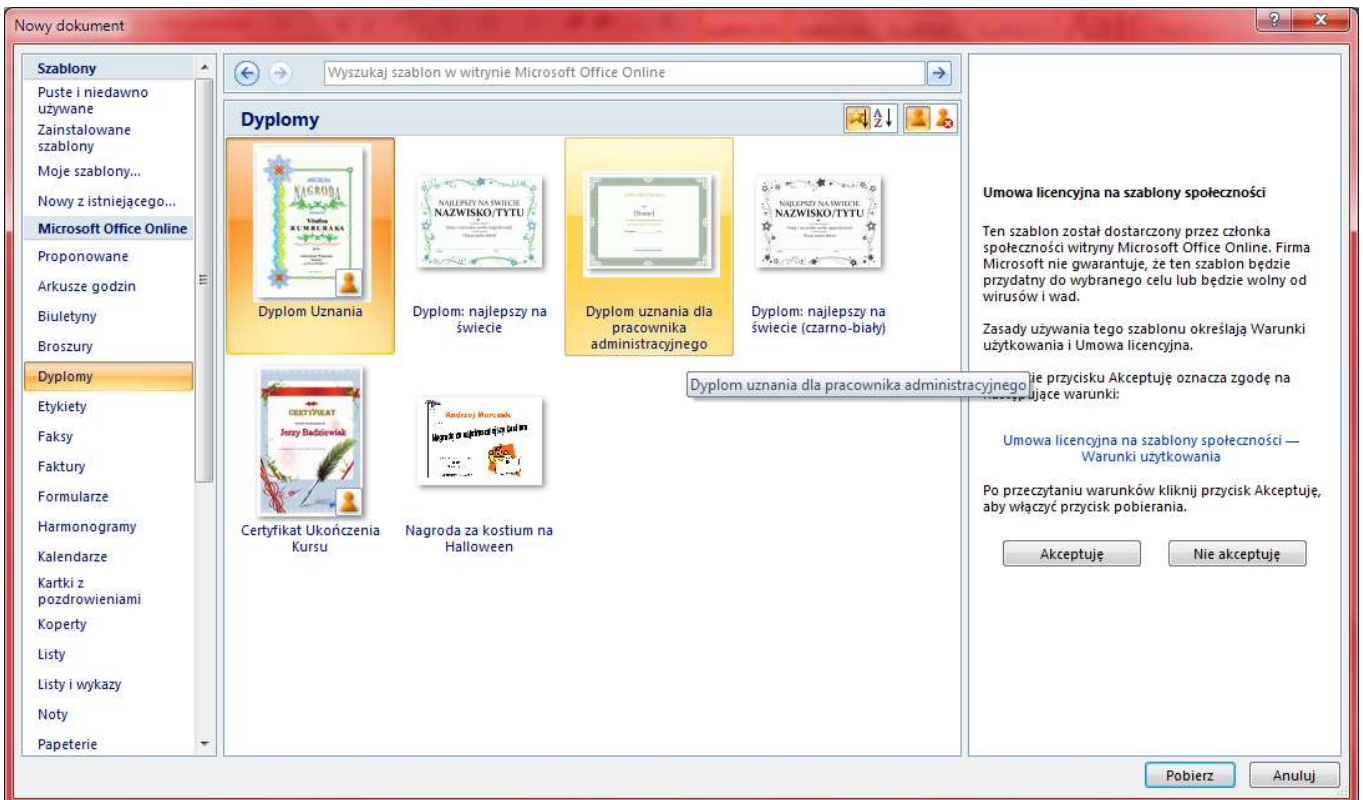 Nowy dokument
Szablony
Puste i niedawno
używane
Zainstalowane
szablony
Moje szablony...
Nowy z istniejącego...
Microsoft Office Online
Proponowane
Arkusze godzin
Biuletyny
Broszury
Dyplomy
Etykiety
Faksy
Faktury
Formularze
Harmonogramy
Kalendarze
Kartki z
pozdrowieniami
Koperty
Listy
Listy i wykazy
Noty
Papeterie
Wyszukaj szablon w witrynie Microsoft Office Online
Dyplomy
NAGRODA
RUMBURAKA
Dyplom Uznania
NAJLEPSZY NA ŚWIECIE
NAZWISKO/TYTU
Dyplom: najlepszy na
świecie
[Name]
Dyplom uznania dla
pracownika
administracyjnego
NAJLEPSZY NA ŚWIECIE
NAZWISKO/TYTU
Dyplom: najlepszy na
świecie (czarno-biały)
Dyplom uznania dla pracownika administracyjnego
CERTYFIKAT
Jerzy Badziewiak
Certyfikat Ukończenia
Kursu
Andrzej Murczek
Nagroda za kostium na
Halloween
Umowa licencyjna na szablony społeczności
Ten szablon został dostarczony przez członka
społeczności witryny Microsoft Office Online. Firma
Microsoft nie gwarantuje, że ten szablon będzie
przydatny do wybranego celu lub będzie wolny od
wirusów i wad.
Zasady używania tego szablonu określają Warunki
użytkowania i Umowa licencyjna.
przycisku Akceptuję oznacza zgodę na
warunki:
Umowa licencyjna na szablony społeczności —
Warunki użytkowania
Po przeczytaniu warunków kliknij przycisk Akceptuję,
aby włączyć przycisk pobierania.
Akceptuję
Nie akceptuję
Pobierz
Anuluj